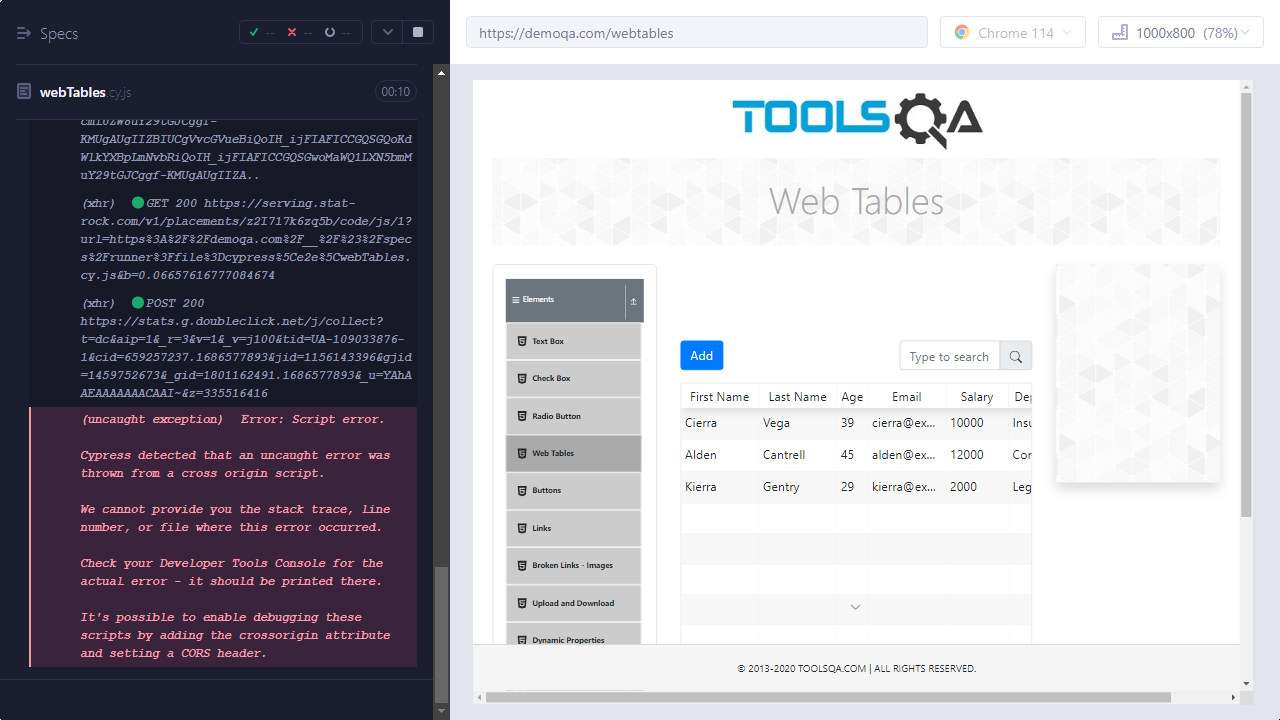 Specs
-- -- --
webTables.cy.js
00:10
KMUgAUgIIZBIUCgVvcGVueBiQoIH_ijFIAFICCGQSGQoKd
WlkYXBpLmNvbRiQoIH_ijFIAFICCGQSGwoMaWQ1LXN5bmM
uY29tGJCggf-KMUgAUgIIZA..
(xhr) GET 200 https://serving.stat-
rock.com/v1/placements/z2I717k6zq5b/code/js/1?
url=https%3A%2F%2Fdemoqa.com%2F__%2F%23%2Fspec
s%2Frunner%3Ffile%3Dcypress%5Ce2e%5CwebTables.
cy.js&b=0.06657616777084674
(xhr) POST 200
https://stats.g.doubleclick.net/j/collect?
t=dc&aip=1&_r=3&v=1&_v=j100&tid=UA-109033876-
1&cid=659257237.1686577893&jid=1156143396&gjid
=1459752673&_gid=1801162491.1686577893&_u=YAhA
AEAAAAAAACAAI~&z=335516416
(uncaught exception) Error: Script error.
Cypress detected that an uncaught error was
thrown from a cross origin script.
We cannot provide you the stack trace, line
number, or file where this error occurred.
Check your Developer Tools Console for the
actual error - it should be printed there.
It's possible to enable debugging these
scripts by adding the crossorigin attribute
and setting a CORS header.
https://demoqa.com/webtables
Chrome 114
1000x800 (78%)
TOOLSQA
Web Tables
Elements
Text Box
Check Box
Radio Button
Web Tables
Buttons
Links
Broken Links - Images
Upload and Download
Dynamic Properties
Add
Type to search
First Name Last Name Age Email Salary Dep
Cierra Vega 39 cierra@ex... 10000 Insu
Alden Cantrell 45 alden@ex... 12000 Con
Kierra Gentry 29 kierra@ex... 2000 Leg
© 2013-2020 TOOLSQA.COM | ALL RIGHTS RESERVED.